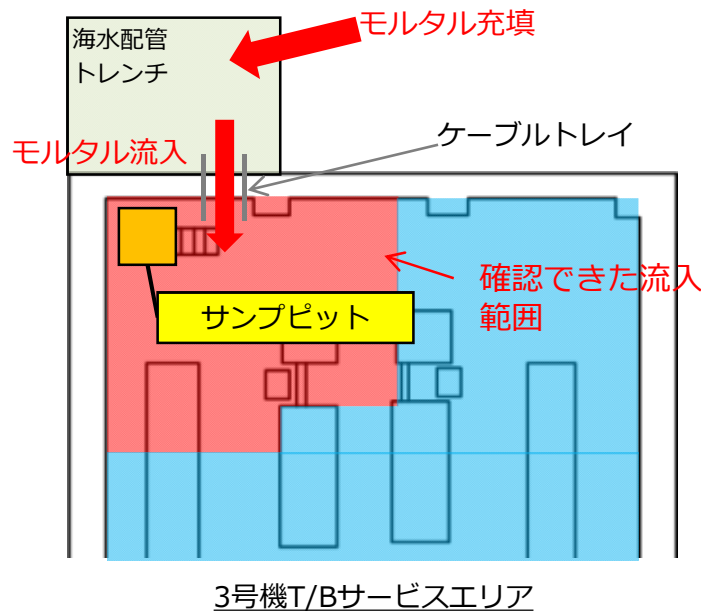 海水配管
トレンチ
モルタル充填
モルタル流入
ケーブルトレイ
確認できた流入
範囲
サンプピット
3号機T/Bサービスエリア